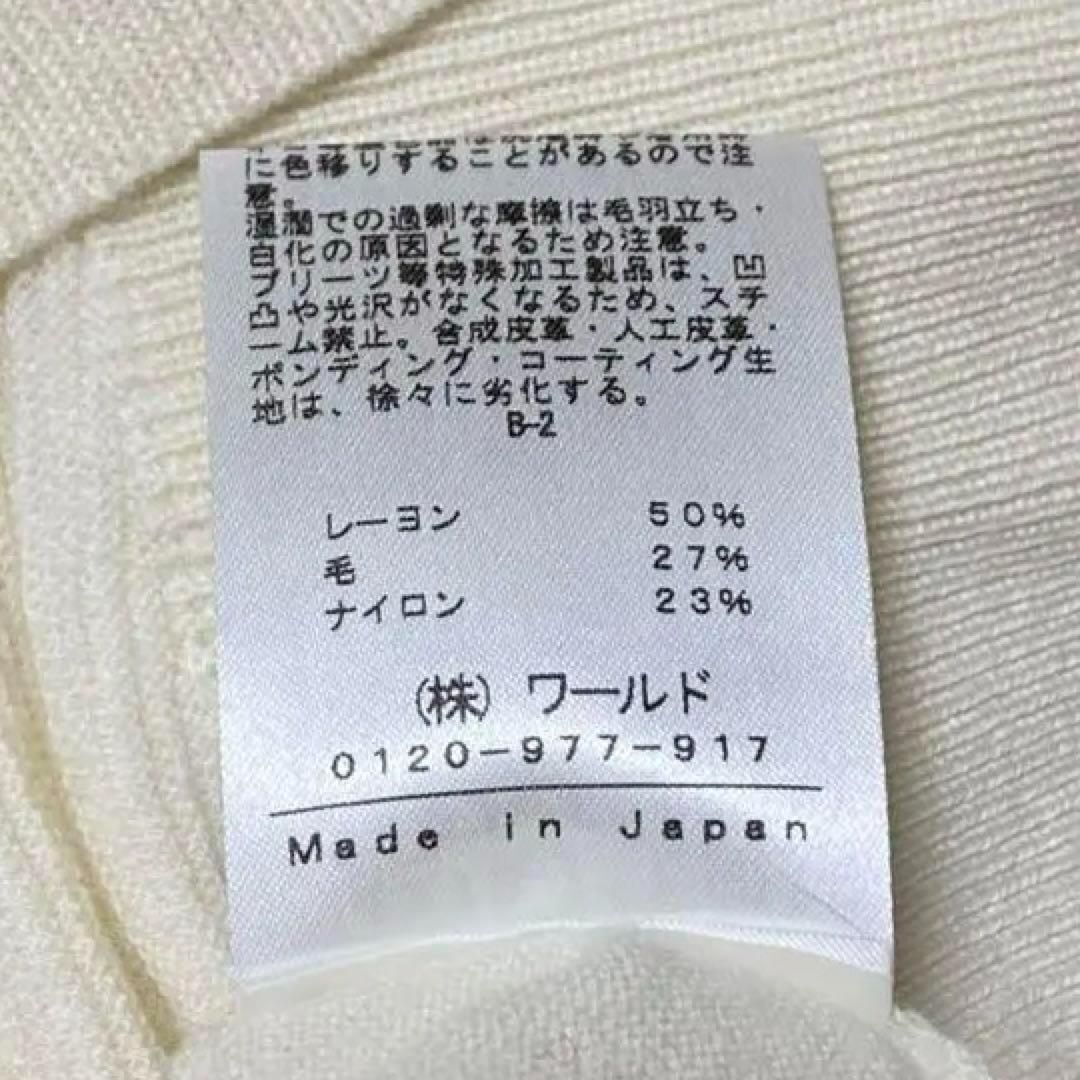 に色移りすることがあるので注
意。
湿潤での過剰な摩擦は毛羽立ち・
白化の原因となるため注意。
プリーツ等特殊加工製品は、凹
凸や光沢がなくなるため、スチ
ーム禁止。合成皮革・人工皮革・
ボンディング・コーティング生
地は、徐々に劣化する。
B-2
レーヨン 50%
毛 27%
ナイロン 23%
(株) ワールド
0120-977-917
Made in Japan